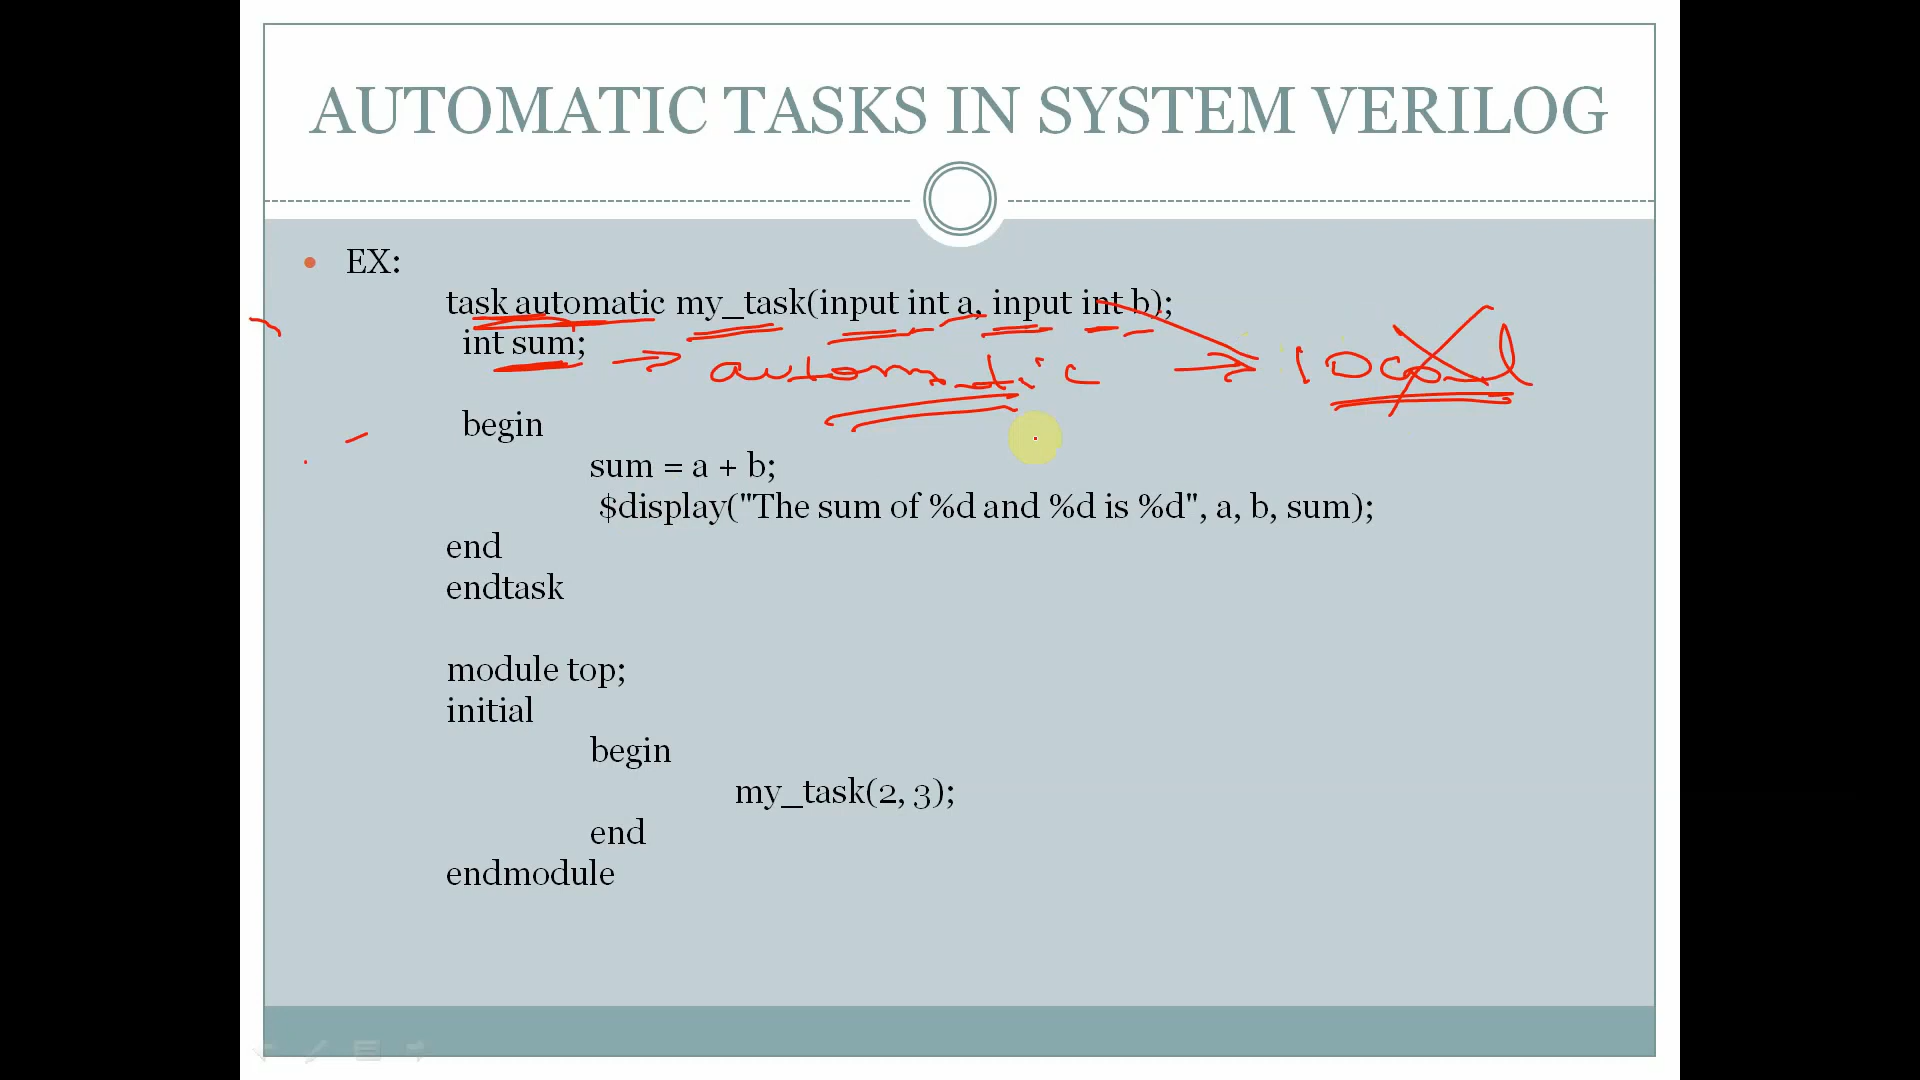 AUTOMATIC TASKS IN SYSTEM VERILOG
EX:
task automatic my_task(input int a, input int b);
int sum;
automatic
local
begin
sum = a + b;
$display("The sum of %d and %d is %d", a, b, sum);
end
endtask
module top;
initial
begin
my_task(2, 3);
end
endmodule